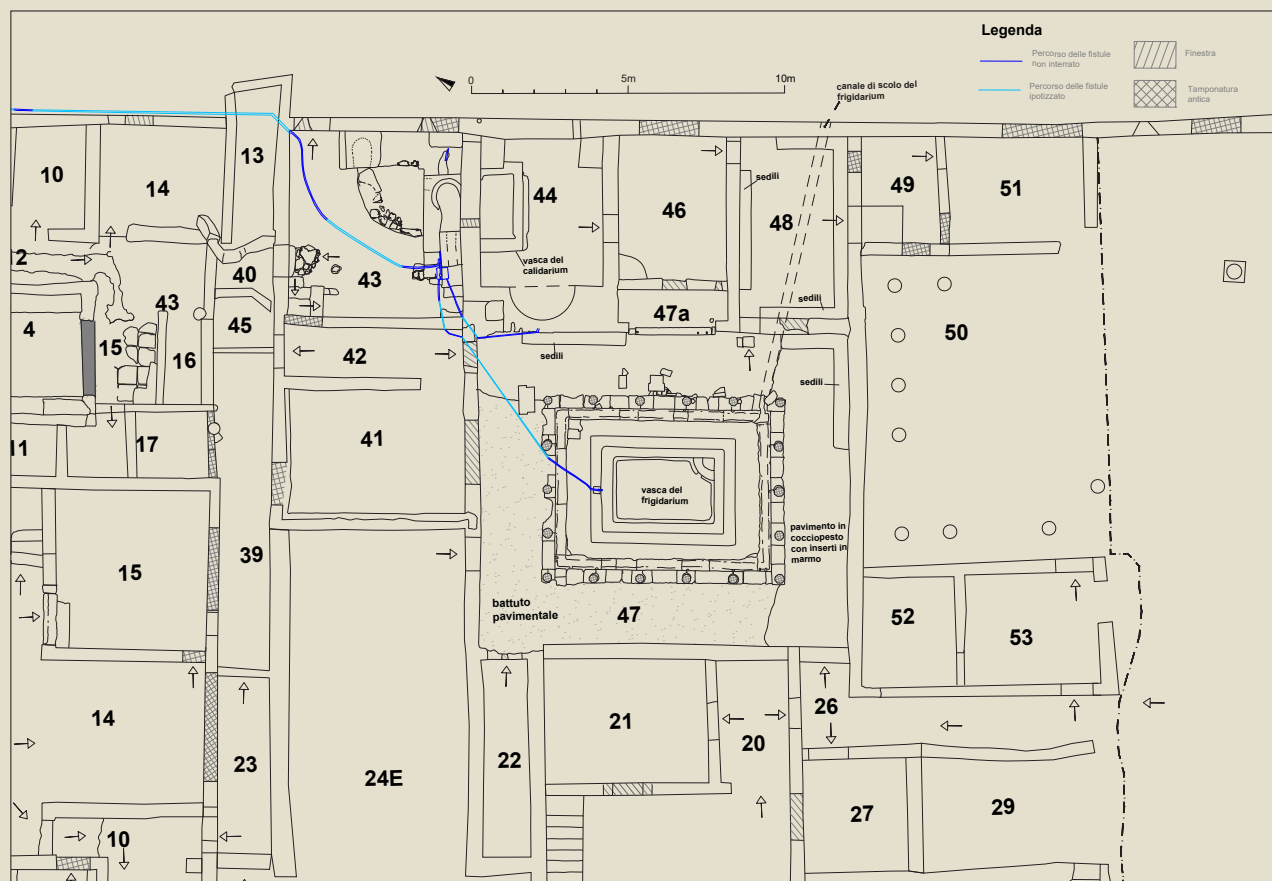 Legenda
Percorso delle fistule
non interrato
Finestra
Percorso delle fistule
ipotizzato
Tamponatura
antica
0
5m
10m
canale di scolo del
frigidarium
10
14
13
44
46
sedili
48
49
51
12
40
43
vasca del
calidarium
43
45
4
15
16
42
sedili
47a
sedili
50
sedili
11
17
41
vasca del
frigidarium
pavimento in
cocciopesto
con inserti in
marmo
15
39
battuto
pavimentale
47
52
53
14
23
24E
22
21
20
26
10
27
29